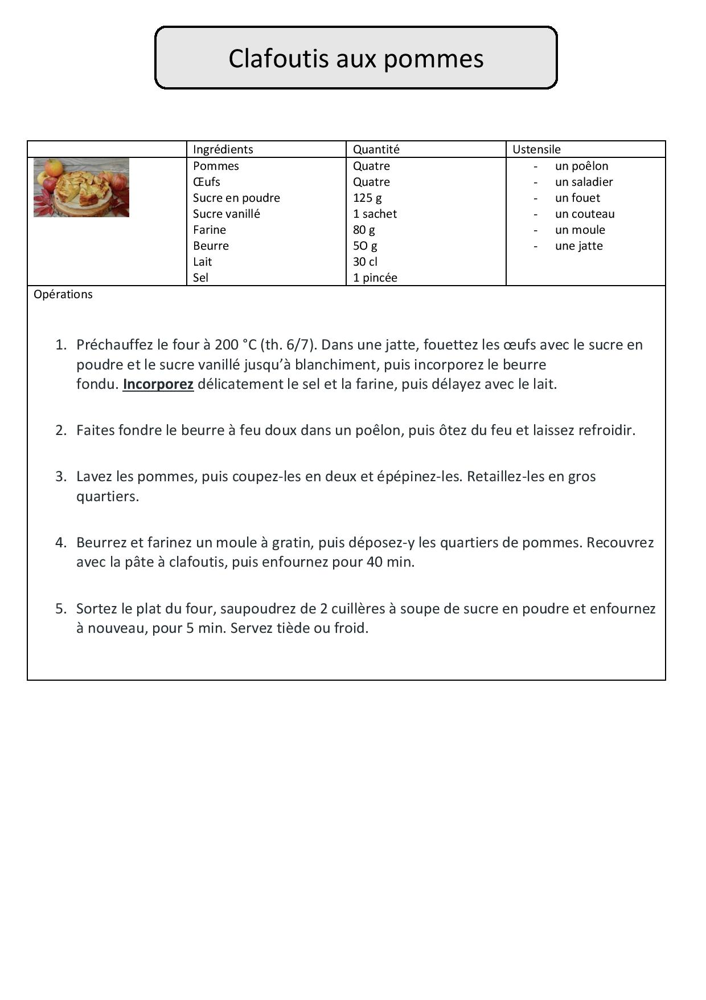 Clafoutis aux pommes
Ingrédients Quantité Ustensile
Pommes Quatre - un poêlon
Œufs Quatre - un saladier
Sucre en poudre 125 g - un fouet
Sucre vanillé 1 sachet - un couteau
Farine 80 g - un moule
Beurre 5O g - une jatte
Lait 30 cl
Sel 1 pincée
Opérations
1. Préchauffez le four à 200 °C (th. 6/7). Dans une jatte, fouettez les œufs avec le sucre en
poudre et le sucre vanillé jusqu’à blanchiment, puis incorporez le beurre
fondu. Incorporez délicatement le sel et la farine, puis délayez avec le lait.
2. Faites fondre le beurre à feu doux dans un poêlon, puis ôtez du feu et laissez refroidir.
3. Lavez les pommes, puis coupez-les en deux et épépinez-les. Retaillez-les en gros
quartiers.
4. Beurrez et farinez un moule à gratin, puis déposez-y les quartiers de pommes. Recouvrez
avec la pâte à clafoutis, puis enfournez pour 40 min.
5. Sortez le plat du four, saupoudrez de 2 cuillères à soupe de sucre en poudre et enfournez
à nouveau, pour 5 min. Servez tiède ou froid.